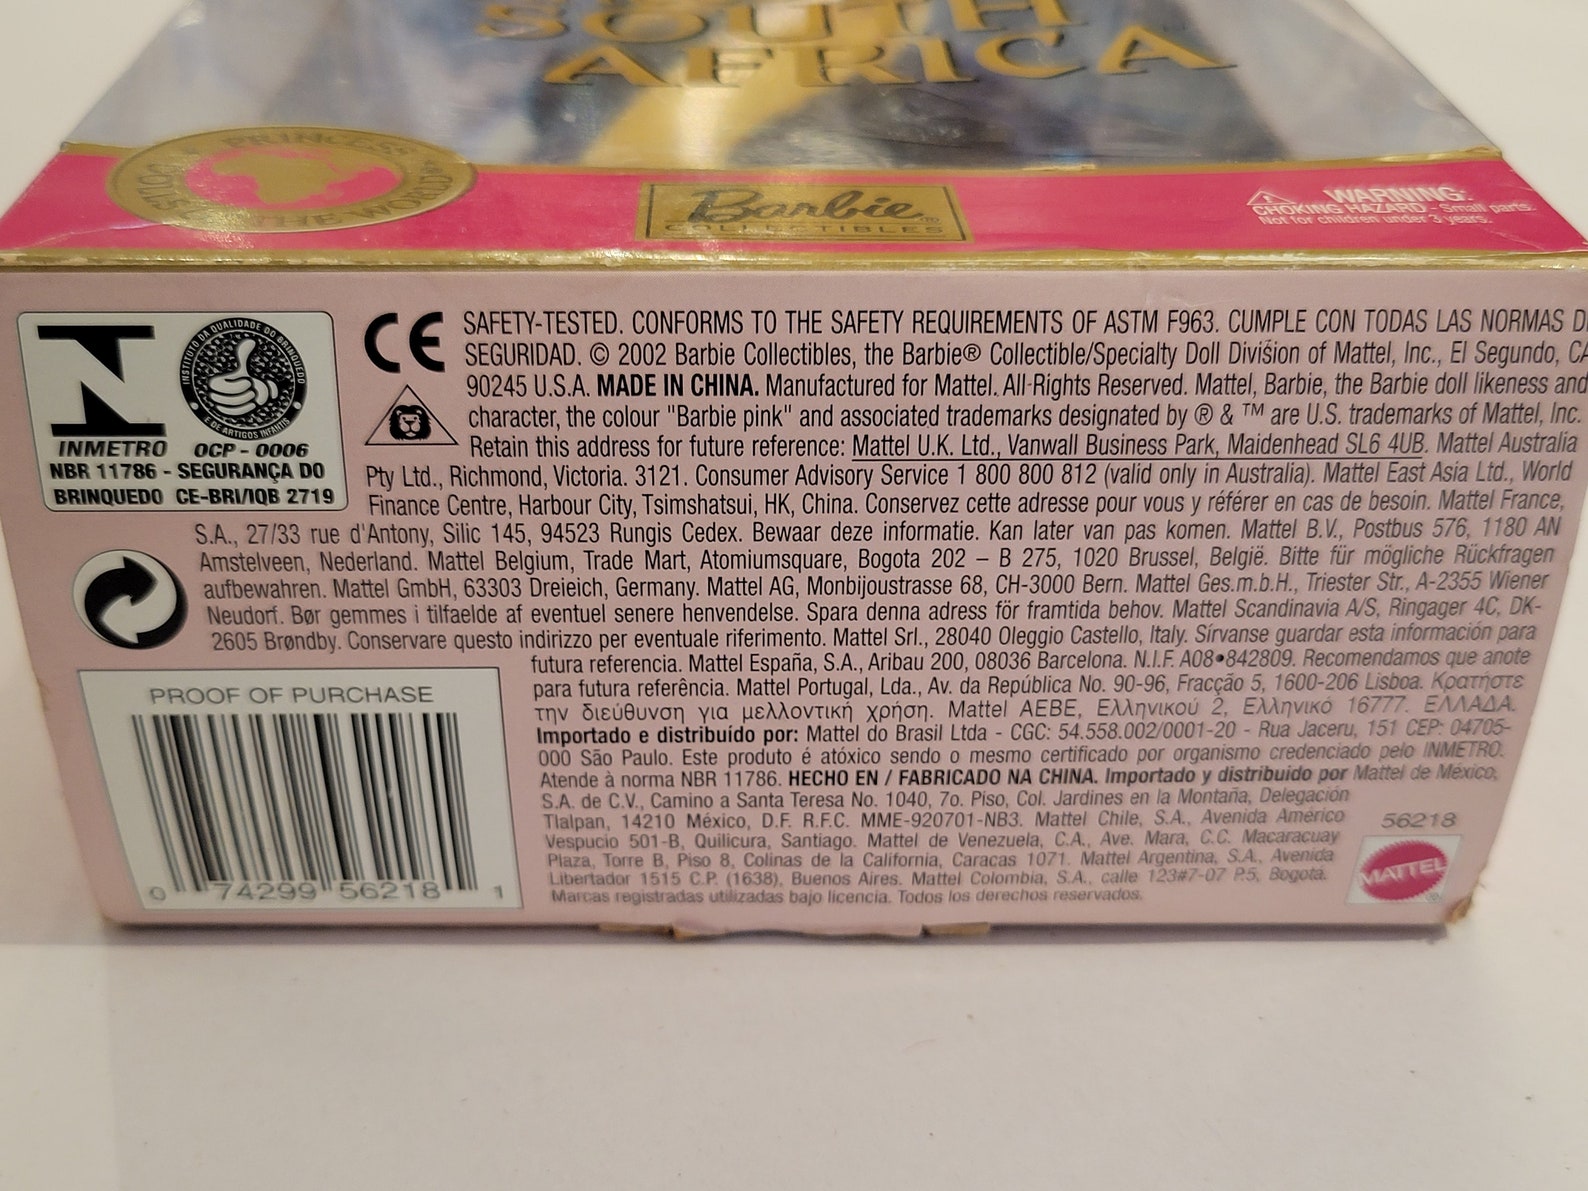 SOUTH
AFRICA
PRINCESS
OF THE WORLD
Barbie
COLLECTIBLES
WARNING:
CHOKING HAZARD - Small parts.
Not for children under 3 years.
INSTITUTO DA QUALIDADE DO BRINQUEDO
E DE ARTIGOS INFANTIS
INMETRO OCP - 0006
NBR 11786 - SEGURANÇA DO
BRINQUEDO CE-BRI/IQB 2719
CE SAFETY-TESTED. CONFORMS TO THE SAFETY REQUIREMENTS OF ASTM F963. CUMPLE CON TODAS LAS NORMAS
SEGURIDAD. © 2002 Barbie Collectibles, the Barbie® Collectible/Specialty Doll Division of Mattel, Inc., El Segundo, CA
90245 U.S.A. MADE IN CHINA. Manufactured for Mattel. All Rights Reserved. Mattel, Barbie, the Barbie doll likeness and
character, the colour "Barbie pink" and associated trademarks designated by ® & ™ are U.S. trademarks of Mattel, Inc.
Retain this address for future reference: Mattel U.K. Ltd., Vanwall Business Park, Maidenhead SL6 4UB. Mattel Australia
Pty Ltd., Richmond, Victoria. 3121. Consumer Advisory Service 1 800 800 812 (valid only in Australia). Mattel East Asia Ltd., World
Finance Centre, Harbour City, Tsimshatsui, HK, China. Conservez cette adresse pour vous y référer en cas de besoin. Mattel France,
S.A., 27/33 rue d'Antony, Silic 145, 94523 Rungis Cedex. Bewaar deze informatie. Kan later van pas komen. Mattel B.V., Postbus 576, 1180 AN
Amstelveen, Nederland. Mattel Belgium, Trade Mart, Atomiumsquare, Bogota 202 – B 275, 1020 Brussel, België. Bitte für mögliche Rückfragen
aufbewahren. Mattel GmbH, 63303 Dreieich, Germany. Mattel AG, Monbijoustrasse 68, CH-3000 Bern. Mattel Ges.m.b.H., Triester Str., A-2355 Wiener
Neudorf. Bør gemmes i tilfaelde af eventuel senere henvendelse. Spara denna adress för framtida behov. Mattel Scandinavia A/S, Ringager 4C, DK-
2605 Brøndby. Conservare questo indirizzo per eventuale riferimento. Mattel Srl., 28040 Oleggio Castello, Italy. Sírvanse guardar esta información para
futura referencia. Mattel España, S.A., Aribau 200, 08036 Barcelona. N.I.F. A08•842809. Recomendamos que anote
para futura referência. Mattel Portugal, Lda., Av. da República No. 90-96, Fracção 5, 1600-206 Lisboa. Κρατήστε
την διεύθυνση για μελλοντική χρήση. Mattel AEBE, Ελληνικού 2, Ελληνικό 16777. ΕΛΛΑΔΑ.
Importado e distribuído por: Mattel do Brasil Ltda - CGC: 54.558.002/0001-20 - Rua Jaceru, 151 CEP: 04705-
000 São Paulo. Este produto é atóxico sendo o mesmo certificado por organismo credenciado pelo INMETRO.
Atende à norma NBR 11786. HECHO EN / FABRICADO NA CHINA. Importado y distribuido por Mattel de México,
S.A. de C.V., Camino a Santa Teresa No. 1040, 7o. Piso, Col. Jardines en la Montaña, Delegación
Tlalpan, 14210 México, D.F. R.F.C. MME-920701-NB3. Mattel Chile, S.A., Avenida Américo
Vespucio 501-B, Quilicura, Santiago. Mattel de Venezuela, C.A., Ave. Mara, C.C. Macaracuay
Plaza, Torre B, Piso 8, Colinas de la California, Caracas 1071. Mattel Argentina, S.A., Avenida
Libertador 1515 C.P. (1638), Buenos Aires. Mattel Colombia, S.A., calle 123#7-07 P.5, Bogotá.
Marcas registradas utilizadas bajo licencia. Todos los derechos reservados.
PROOF OF PURCHASE
0 74299 56218 1
56218
MATTEL